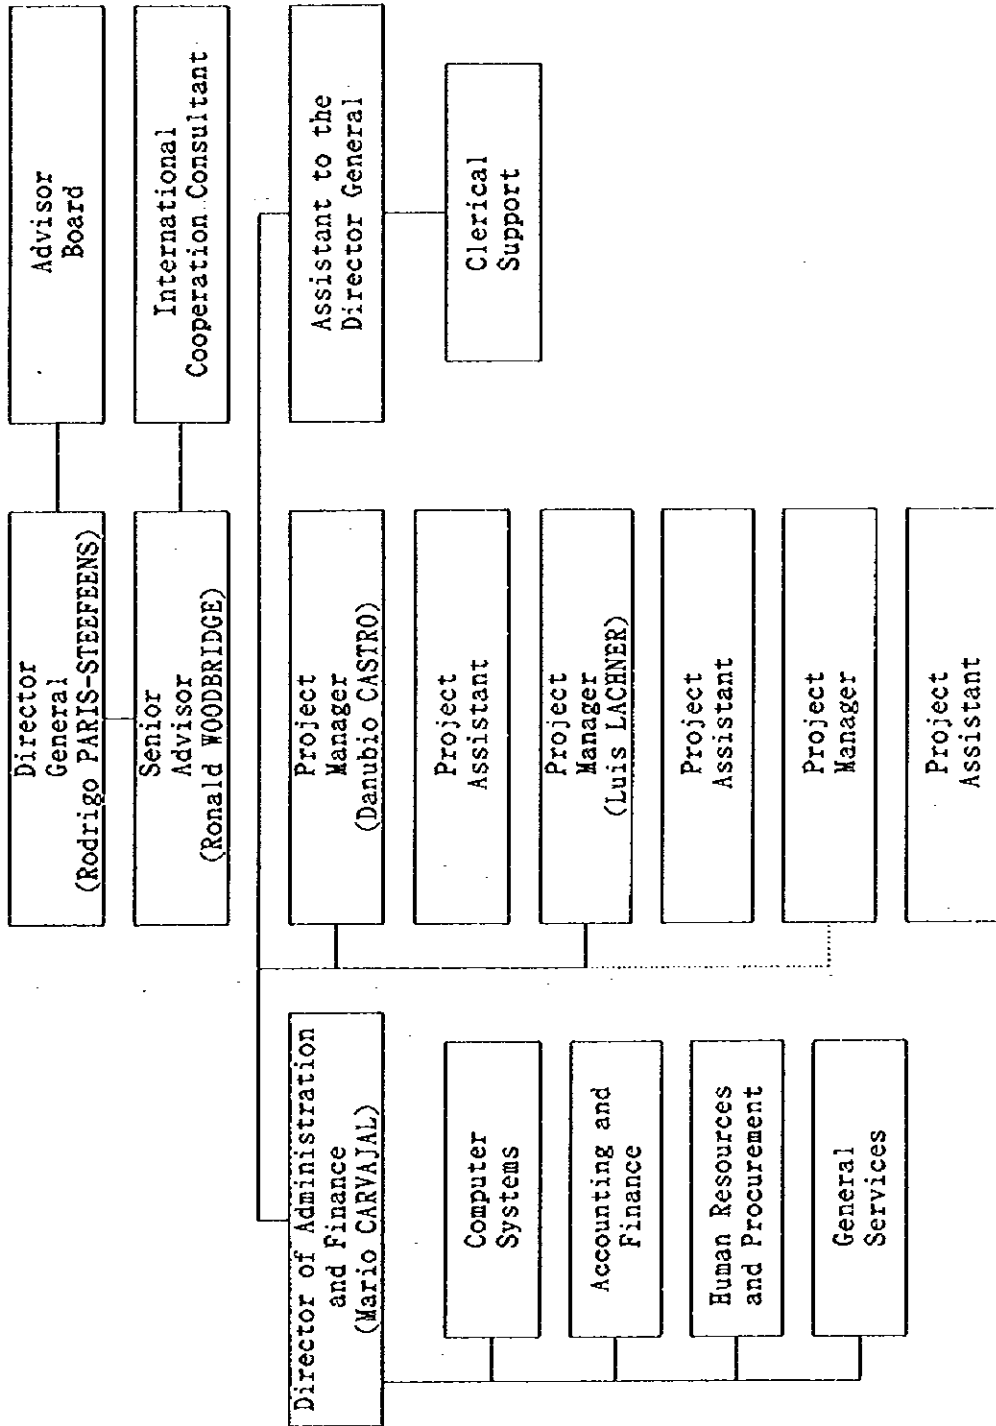 Director
General
(Rodrigo PARIS-STEEFEENS)
Advisor
Board
Senior
Advisor
(Ronald WOODBRIDGE)
International
Cooperation Consultant
Director of Administration
and Finance
(Mario CARVAJAL)
Computer
Systems
Accounting and
Finance
Human Resources
and Procurement
General
Services
Project
Manager
(Danubio CASTRO)
Project
Assistant
Project
Manager
(Luis LACHNER)
Project
Assistant
Project
Manager
Project
Assistant
Assistant to the
Director General
Clerical
Support